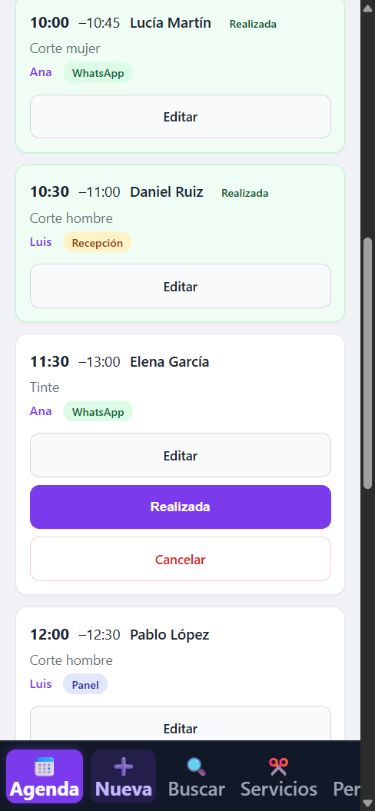 10:00 –10:45 Lucía Martín Realizada
Corte mujer
Ana WhatsApp
Editar
10:30 –11:00 Daniel Ruiz Realizada
Corte hombre
Luis Recepción
Editar
11:30 –13:00 Elena García
Tinte
Ana WhatsApp
Editar
Realizada
Cancelar
12:00 –12:30 Pablo López
Corte hombre
Luis Panel
Editar
Agenda Nueva Buscar Servicios Per